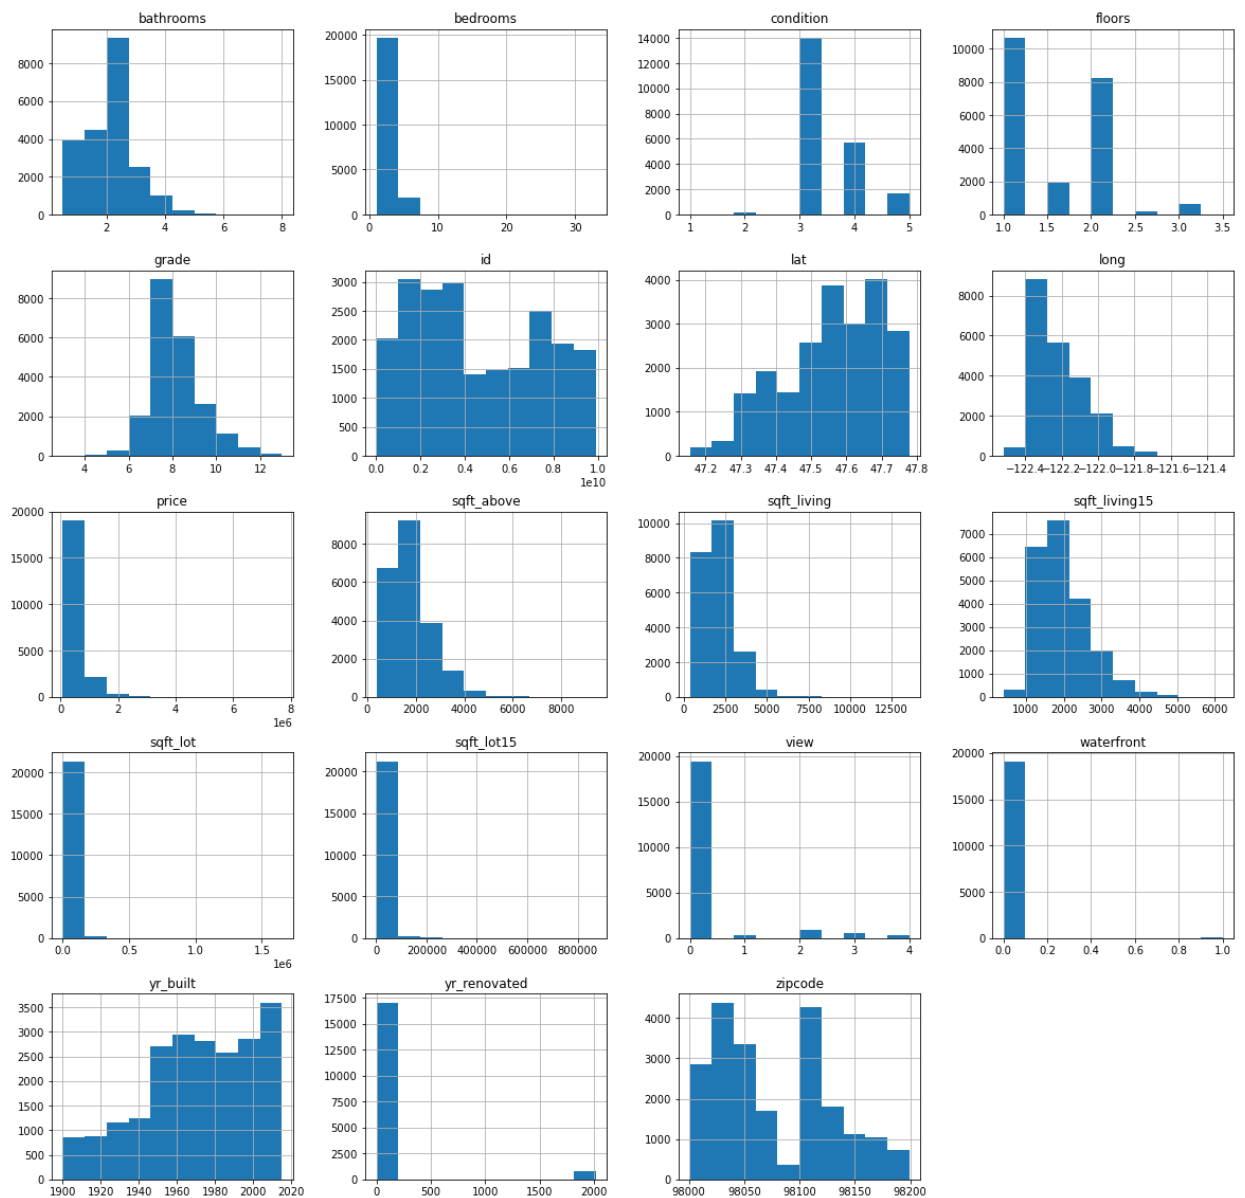 bathrooms
8000
6000
4000
2000
0
2 4 6 8
bedrooms
20000
15000
10000
5000
0
0 10 20 30
condition
14000
12000
10000
8000
6000
4000
2000
0
1 2 3 4 5
floors
10000
8000
6000
4000
2000
0
1.0 1.5 2.0 2.5 3.0 3.5
grade
8000
6000
4000
2000
0
4 6 8 10 12
id
3000
2500
2000
1500
1000
500
0
0.0 0.2 0.4 0.6 0.8 1.0
1e10
lat
4000
3000
2000
1000
0
47.2 47.3 47.4 47.5 47.6 47.7 47.8
long
8000
6000
4000
2000
0
−122.4 −122.2 −122.0 −121.8 −121.6 −121.4
price
20000
15000
10000
5000
0
0 2 4 6 8
1e6
sqft_above
8000
6000
4000
2000
0
0 2000 4000 6000 8000
sqft_living
10000
8000
6000
4000
2000
0
0 2500 5000 7500 10000 12500
sqft_living15
7000
6000
5000
4000
3000
2000
1000
0
1000 2000 3000 4000 5000 6000
sqft_lot
20000
15000
10000
5000
0
0.0 0.5 1.0 1.5
1e6
sqft_lot15
20000
15000
10000
5000
0
0 200000 400000 600000 800000
view
20000
15000
10000
5000
0
0 1 2 3 4
waterfront
20000
15000
10000
5000
0
0.0 0.2 0.4 0.6 0.8 1.0
yr_built
3500
3000
2500
2000
1500
1000
500
0
1900 1920 1940 1960 1980 2000 2020
yr_renovated
17500
15000
12500
10000
7500
5000
2500
0
0 500 1000 1500 2000
zipcode
4000
3000
2000
1000
0
98000 98050 98100 98150 98200